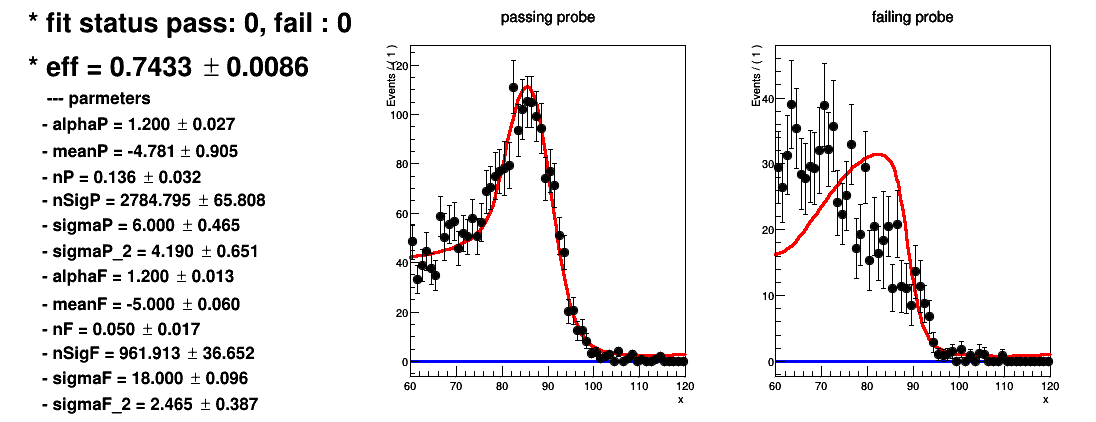 * fit status pass: 0, fail : 0
* eff = 0.7433 ± 0.0086
--- parmeters
- alphaP = 1.200 ± 0.027
- meanP = -4.781 ± 0.905
- nP = 0.136 ± 0.032
- nSigP = 2784.795 ± 65.808
- sigmaP = 6.000 ± 0.465
- sigmaP_2 = 4.190 ± 0.651
- alphaF = 1.200 ± 0.013
- meanF = -5.000 ± 0.060
- nF = 0.050 ± 0.017
- nSigF = 961.913 ± 36.652
- sigmaF = 18.000 ± 0.096
- sigmaF_2 = 2.465 ± 0.387
passing probe
Events / ( 1 )
120
100
80
60
40
20
0
60 70 80 90 100 110 120
x
failing probe
Events / ( 1 )
40
30
20
10
0
60 70 80 90 100 110 120
x